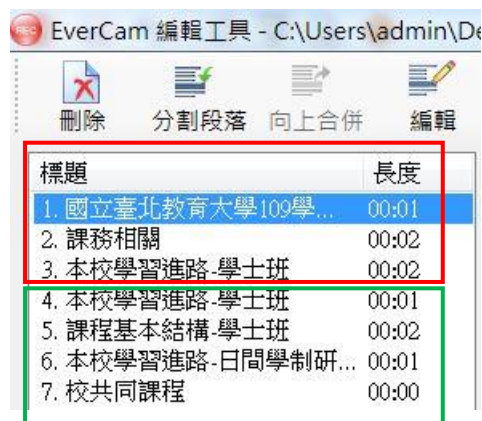 REC EverCam 編輯工具 - C:\Users\admin\De
刪除 分割段落 向上合併 編輯
標題 長度
1. 國立臺北教育大學109學... 00:01
2. 課務相關 00:02
3. 本校學習進路-學士班 00:02
4. 本校學習進路-學士班 00:01
5. 課程基本結構-學士班 00:02
6. 本校學習進路-日間學制研... 00:01
7. 校共同課程 00:00